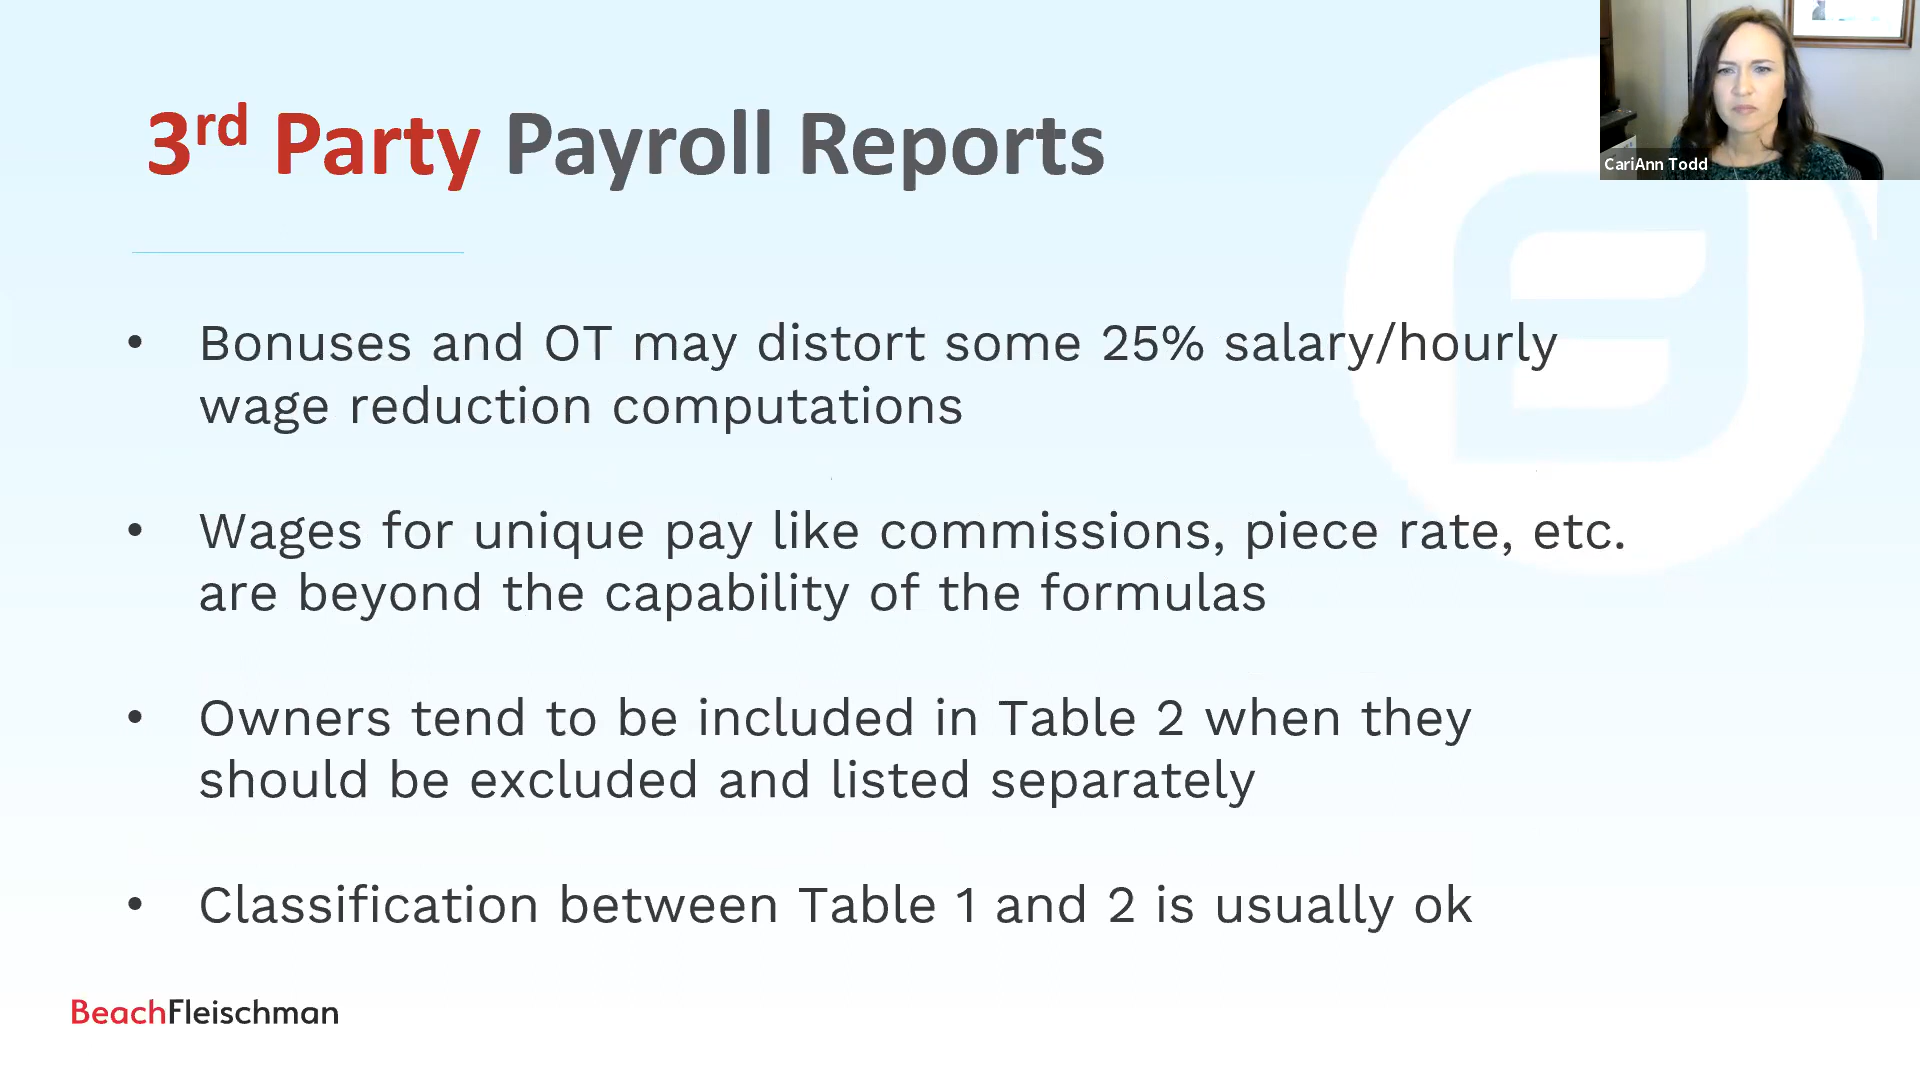 3rd Party Payroll Reports
CariAnn Todd
• Bonuses and OT may distort some 25% salary/hourly
wage reduction computations
• Wages for unique pay like commissions, piece rate, etc.
are beyond the capability of the formulas
• Owners tend to be included in Table 2 when they
should be excluded and listed separately
• Classification between Table 1 and 2 is usually ok
BeachFleischman